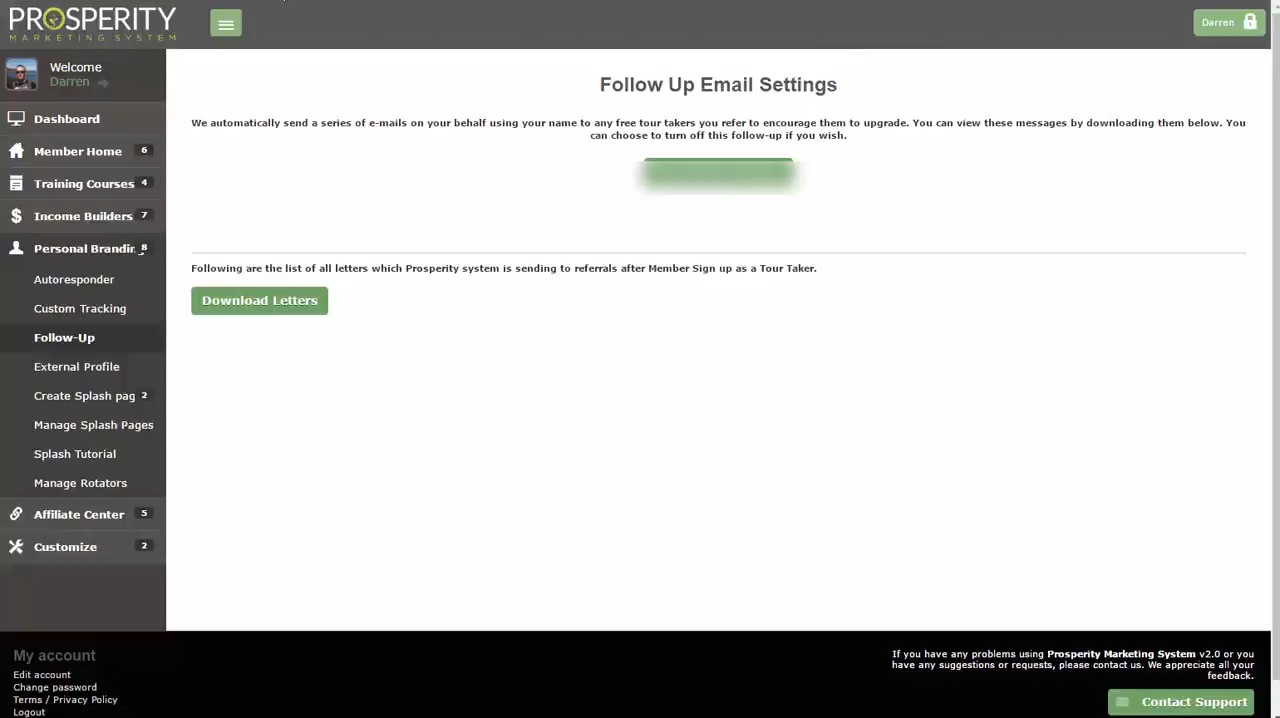 PROSPERITY
MARKETING SYSTEM
Darren
Welcome
Darren
Dashboard
Member Home 6
Training Courses 4
Income Builders 7
Personal Brandin 8
Autoresponder
Custom Tracking
Follow-Up
External Profile
Create Splash pag 2
Manage Splash Pages
Splash Tutorial
Manage Rotators
Affiliate Center 5
Customize 2
Follow Up Email Settings
We automatically send a series of e-mails on your behalf using your name to any free tour takers you refer to encourage them to upgrade. You can view these messages by downloading them below. You
can choose to turn off this follow-up if you wish.
Following are the list of all letters which Prosperity system is sending to referrals after Member Sign up as a Tour Taker.
Download Letters
My account
Edit account
Change password
Terms / Privacy Policy
Logout
If you have any problems using Prosperity Marketing System v2.0 or you
have any suggestions or requests, please contact us. We appreciate all your
feedback.
Contact Support